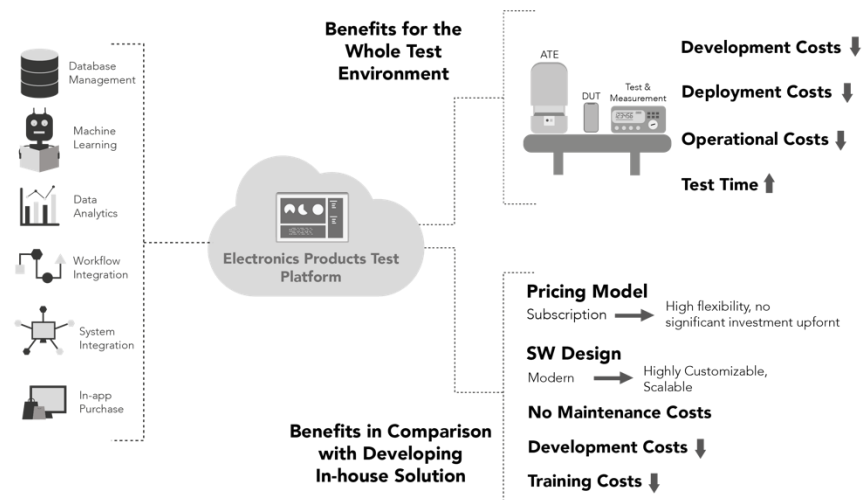 Database
Management
Machine
Learning
Data
Analytics
Workflow
Integration
System
Integration
In-app
Purchase
Electronics Products Test
Platform
Benefits for the
Whole Test
Environment
ATE
DUT
Test &
Measurement
Development Costs
Deployment Costs
Operational Costs
Test Time
Benefits in Comparison
with Developing
In-house Solution
Pricing Model
Subscription
High flexibility, no
significant investment upfornt
SW Design
Modern
Highly Customizable,
Scalable
No Maintenance Costs
Development Costs
Training Costs